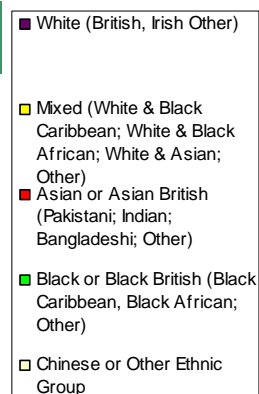 White (British, Irish Other)
Mixed (White & Black
Caribbean; White & Black
African; White & Asian;
Other)
Asian or Asian British
(Pakistani; Indian;
Bangladeshi; Other)
Black or Black British (Black
Caribbean, Black African;
Other)
Chinese or Other Ethnic
Group